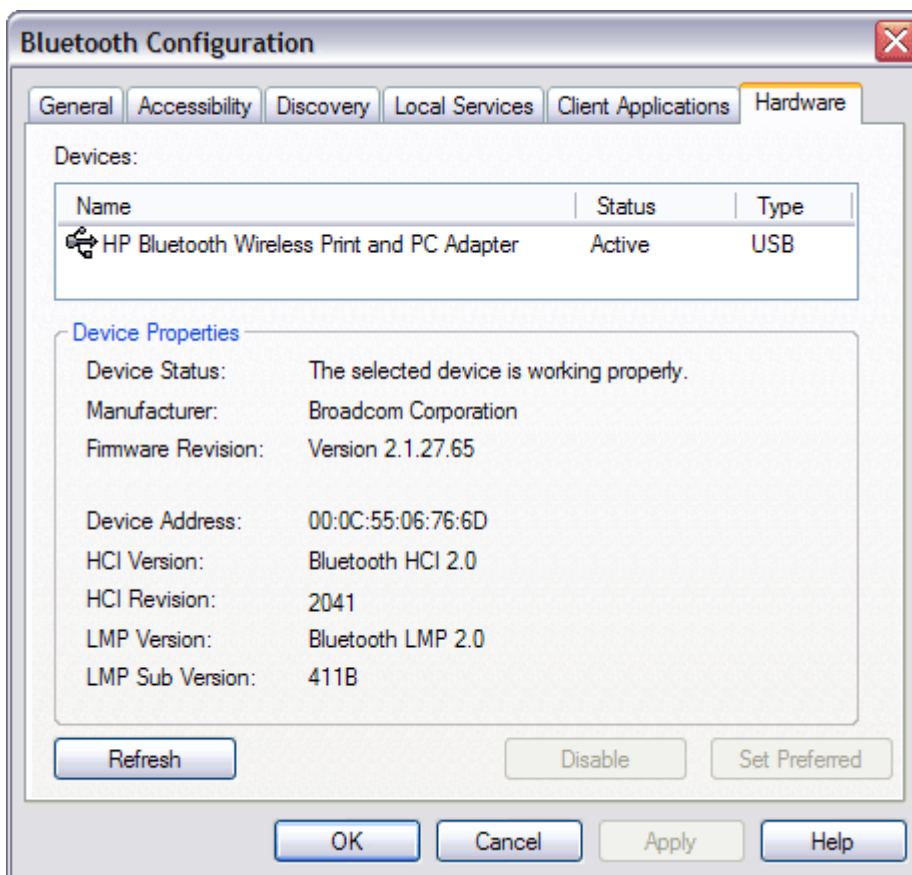 Bluetooth Configuration
General Accessibility Discovery Local Services Client Applications Hardware
Devices:
Name Status Type
HP Bluetooth Wireless Print and PC Adapter Active USB
Device Properties
Device Status: The selected device is working properly.
Manufacturer: Broadcom Corporation
Firmware Revision: Version 2.1.27.65
Device Address: 00:0C:55:06:76:6D
HCI Version: Bluetooth HCI 2.0
HCI Revision: 2041
LMP Version: Bluetooth LMP 2.0
LMP Sub Version: 411B
Refresh Disable Set Preferred
OK Cancel Apply Help